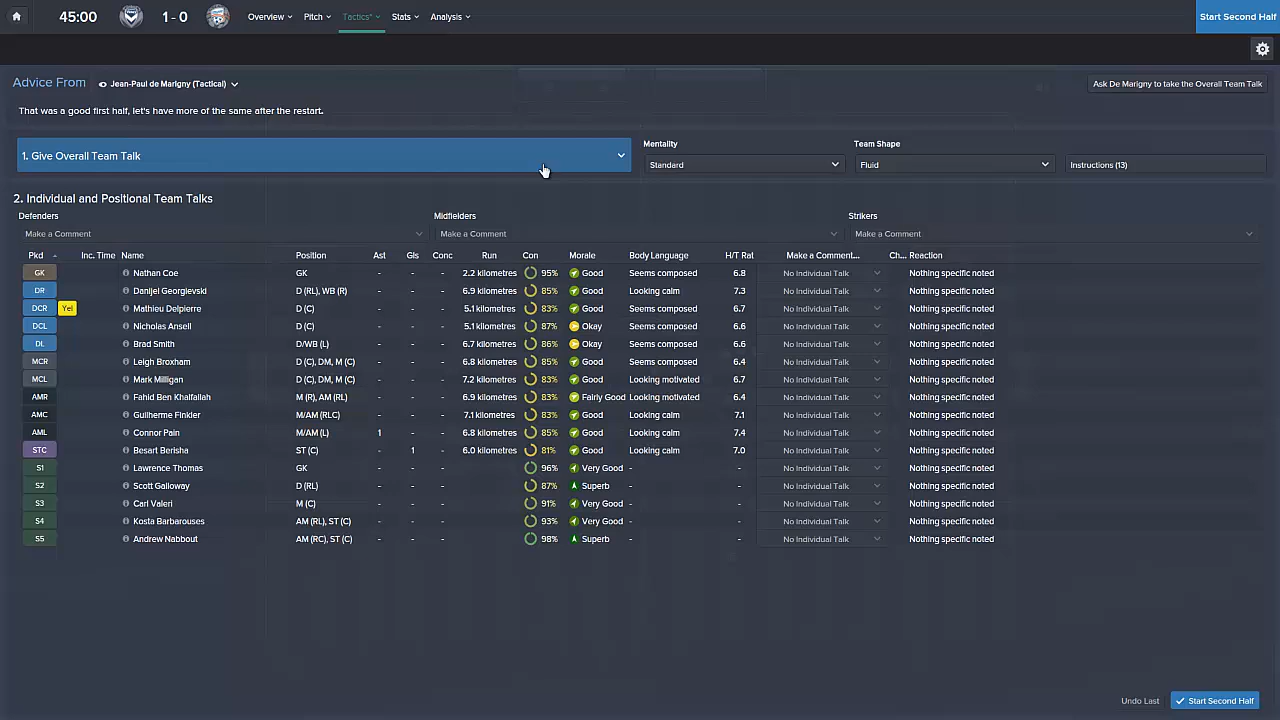 45:00 1 - 0 Overview Pitch Tactics* Stats Analysis Start Second Half
Advice From Jean-Paul de Marigny (Tactical) Ask De Marigny to take the Overall Team Talk
That was a good first half, let's have more of the same after the restart.
Mentality Team Shape
1. Give Overall Team Talk Standard Fluid Instructions (13)
2. Individual and Positional Team Talks
Defenders Midfielders Strikers
Make a Comment Make a Comment Make a Comment
Pkd Inc. Time Name Position Ast Gls Conc Run Con Morale Body Language H/T Rat Make a Comment... Ch... Reaction
GK Nathan Coe GK - - - 2.2 kilometres 95% Good Seems composed 6.8 No Individual Talk Nothing specific noted
DR Danijel Georgievski D (RL), WB (R) - - - 6.9 kilometres 85% Good Looking calm 7.3 No Individual Talk Nothing specific noted
DCR Yel Mathieu Delpierre D (C) - - - 5.1 kilometres 83% Good Seems composed 6.7 No Individual Talk Nothing specific noted
DCL Nicholas Ansell D (C) - - - 5.1 kilometres 87% Okay Seems composed 6.6 No Individual Talk Nothing specific noted
DL Brad Smith D/WB (L) - - - 6.7 kilometres 86% Okay Seems composed 6.6 No Individual Talk Nothing specific noted
MCR Leigh Broxham D (C), DM, M (C) - - - 6.8 kilometres 85% Good Seems composed 6.4 No Individual Talk Nothing specific noted
MCL Mark Milligan D (C), DM, M (C) - - - 7.2 kilometres 83% Good Looking motivated 6.7 No Individual Talk Nothing specific noted
AMR Fahid Ben Khalfallah M (R), AM (RL) - - - 6.9 kilometres 83% Fairly Good Looking motivated 6.4 No Individual Talk Nothing specific noted
AMC Guilherme Finkler M/AM (RLC) - - - 7.1 kilometres 83% Good Looking calm 7.1 No Individual Talk Nothing specific noted
AML Connor Pain M/AM (L) 1 - - 6.8 kilometres 85% Good Looking calm 7.4 No Individual Talk Nothing specific noted
STC Besart Berisha ST (C) - 1 - 6.0 kilometres 81% Good Looking calm 7.0 No Individual Talk Nothing specific noted
S1 Lawrence Thomas GK - - - 96% Very Good - - No Individual Talk Nothing specific noted
S2 Scott Galloway D (RL) - - - 87% Superb - - No Individual Talk Nothing specific noted
S3 Carl Valeri M (C) - - - 91% Very Good - - No Individual Talk Nothing specific noted
S4 Kosta Barbarouses AM (RL), ST (C) - - - 93% Very Good - - No Individual Talk Nothing specific noted
S5 Andrew Nabbout AM (RC), ST (C) - - - 98% Superb - - No Individual Talk Nothing specific noted
Undo Last Start Second Half